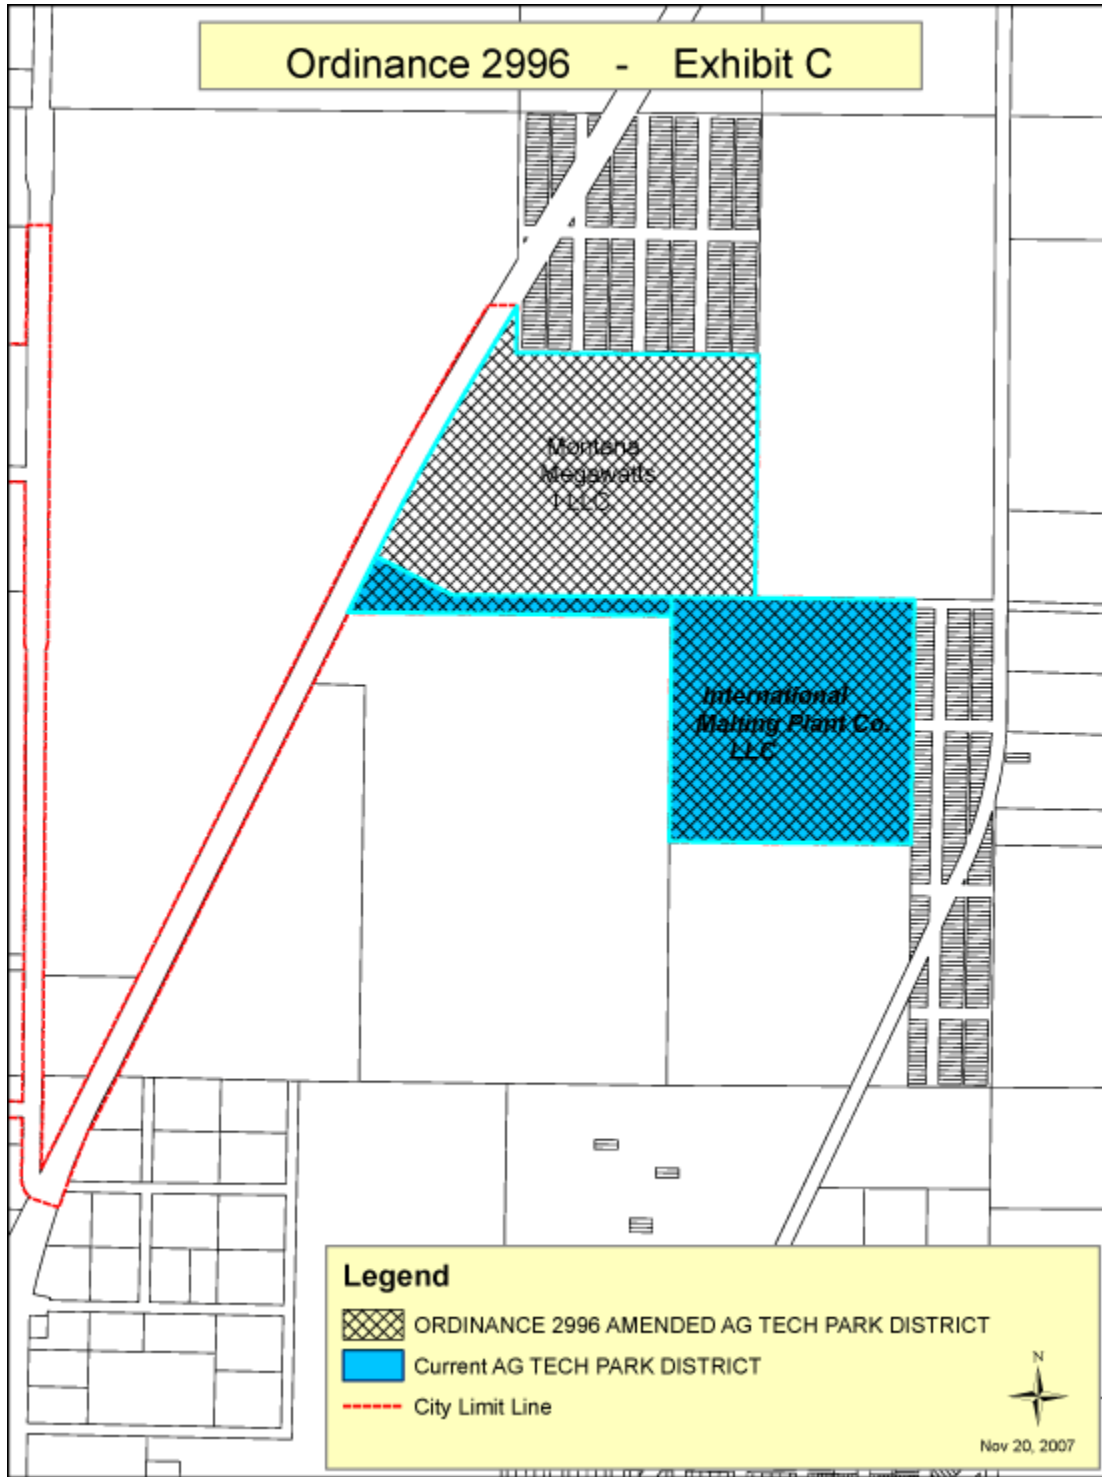 Ordinance 2996 - Exhibit C
Montana
Megawatts
I LLC
International
Malting Plant Co.
LLC
Legend
ORDINANCE 2996 AMENDED AG TECH PARK DISTRICT
Current AG TECH PARK DISTRICT
City Limit Line
N
Nov 20, 2007